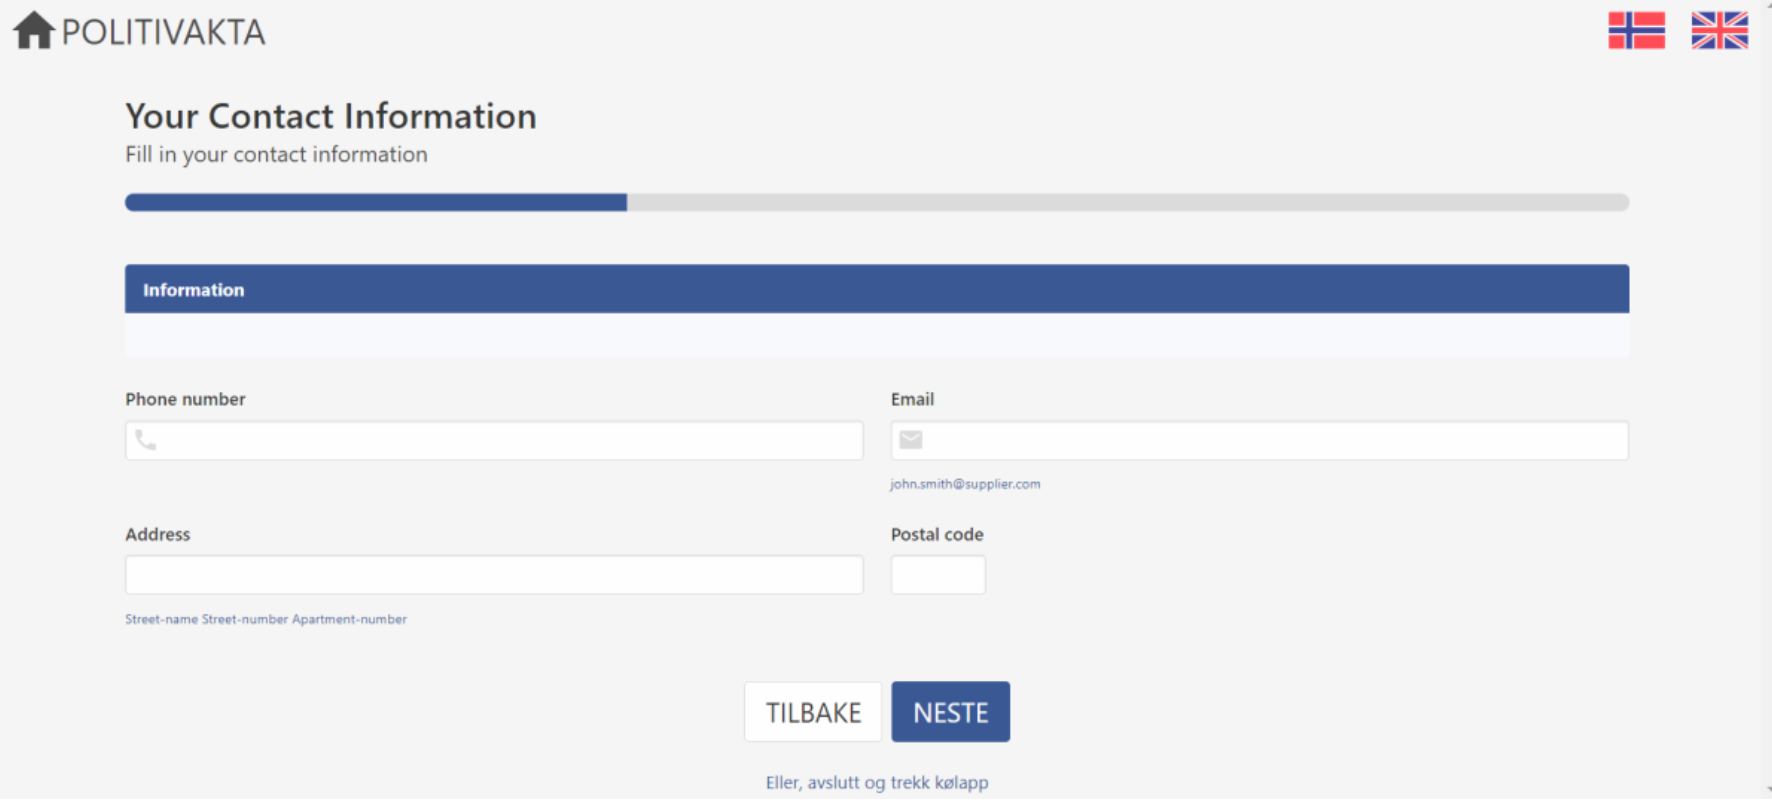 POLITIVAKTA
Your Contact Information
Fill in your contact information
Information
Phone number
Email
john.smith@supplier.com
Address
Postal code
Street-name Street-number Apartment-number
TILBAKE
NESTE
Eller, avslutt og trekk kølapp